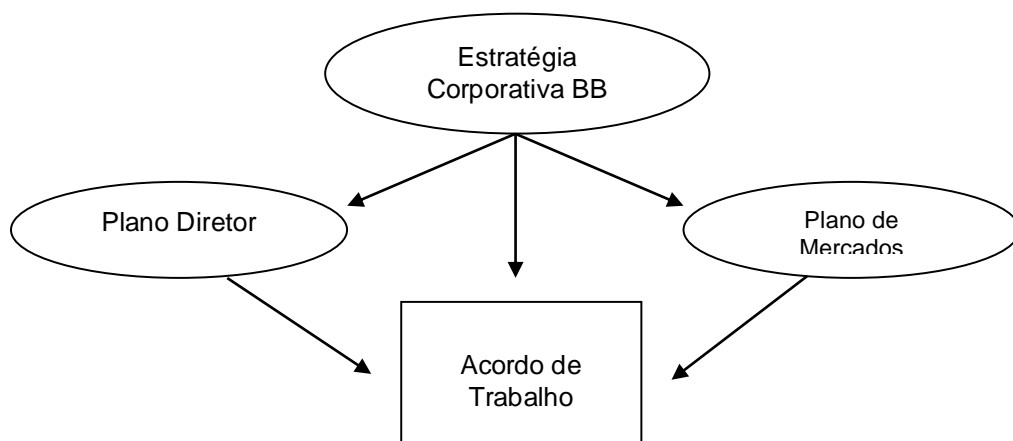 Estratégia
Corporativa BB
Plano Diretor
Plano de
Mercados
Acordo de
Trabalho